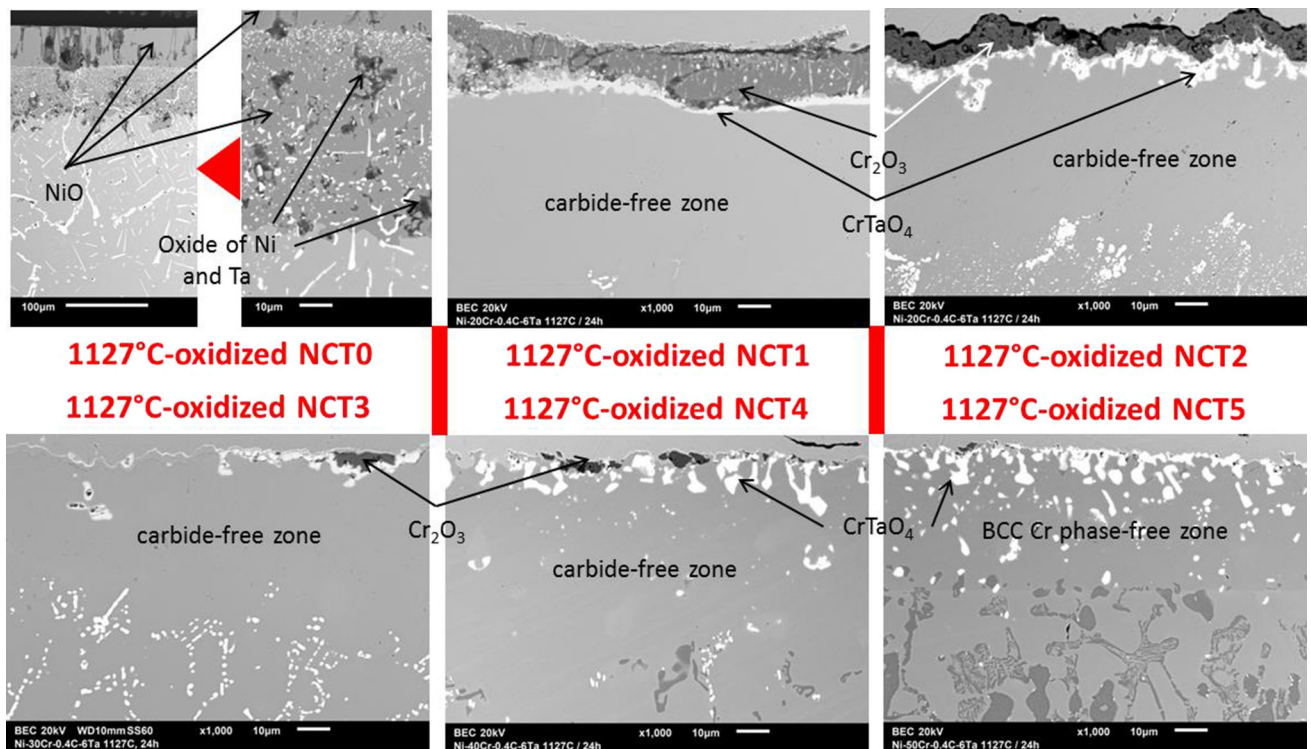 NiO
Oxide of Ni
and Ta
100µm
10µm
carbide-free zone
BEC 20kV x1,000 10µm
Ni-20Cr-0.4C-6Ta 1127C / 24h
Cr₂O₃
CrTaO₄
carbide-free zone
BEC 20kV x1,000 10µm
Ni-20Cr-0.4C-6Ta 1127C / 24h
1127°C-oxidized NCT0
1127°C-oxidized NCT1
1127°C-oxidized NCT2
1127°C-oxidized NCT3
1127°C-oxidized NCT4
1127°C-oxidized NCT5
carbide-free zone
Cr₂O₃
BEC 20kV WD10mm SS60 x1,000 10µm
Ni-30Cr-0.4C-6Ta 1127C, 24h
carbide-free zone
CrTaO₄
BEC 20kV x1,000 10µm
Ni-40Cr-0.4C-6Ta 1127C / 24h
BCC Cr phase-free zone
BEC 20kV x1,000 10µm
Ni-50Cr-0.4C-6Ta 1127C / 24h